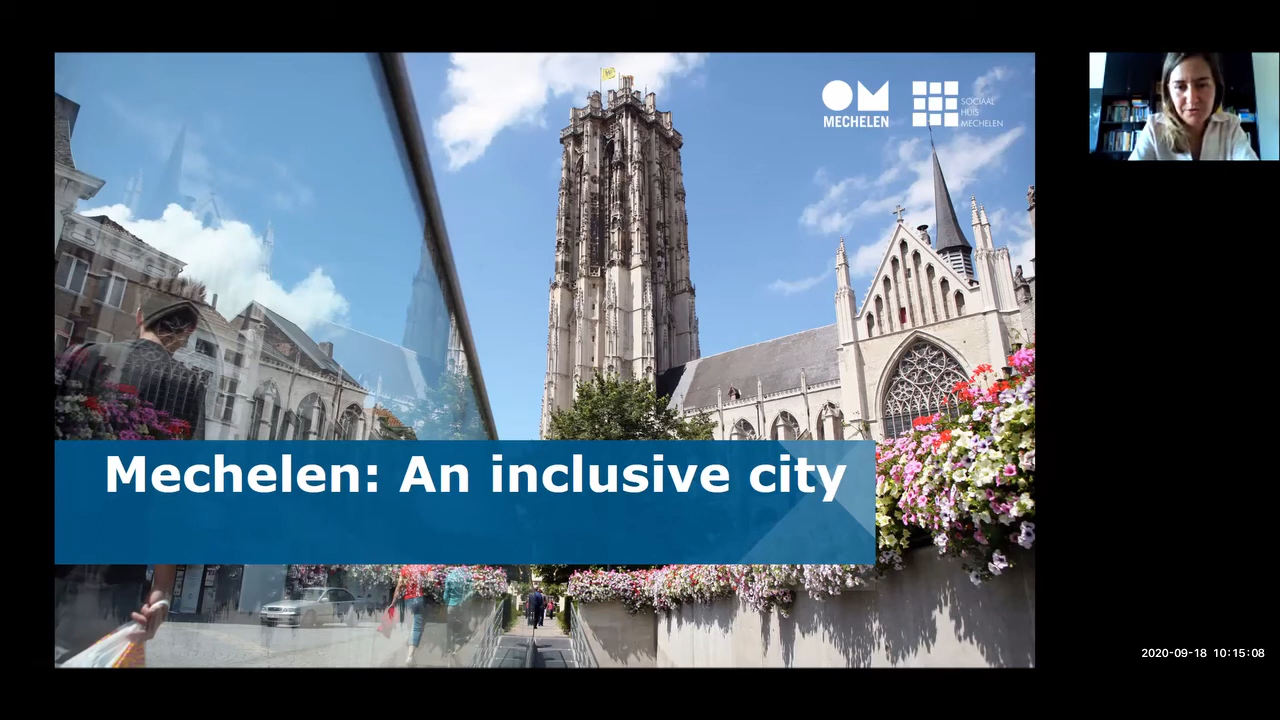 MECHELEN
SOCIAAL
HUIS
MECHELEN
Mechelen: An inclusive city
2020-09-18 10:15:08